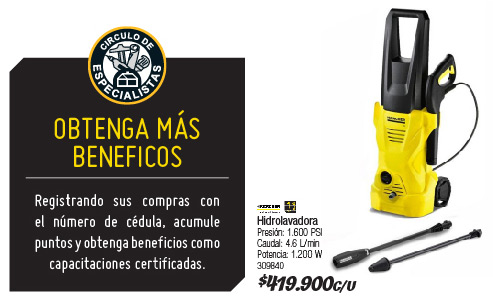 CIRCULO DE
ESPECIALISTAS
OBTENGA MÁS
BENEFICOS
Registrando sus compras con
el número de cédula, acumule
puntos y obtenga beneficios como
capacitaciones certificadas.
KÄRCHER
Hidrolavadora
Presión: 1.600 PSI
Caudal: 4.6 L/min
Potencia: 1.200 W
309840
$419.900C/U